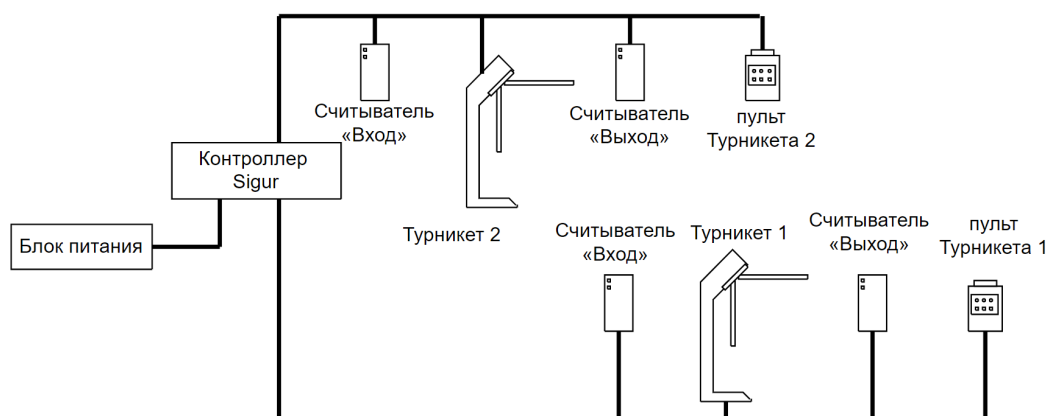 Считыватель
«Вход»
Считыватель
«Выход»
пульт
Турникета 2
Контроллер
Sigur
Блок питания
Турникет 2
Считыватель
«Вход»
Турникет 1
Считыватель
«Выход»
пульт
Турникета 1